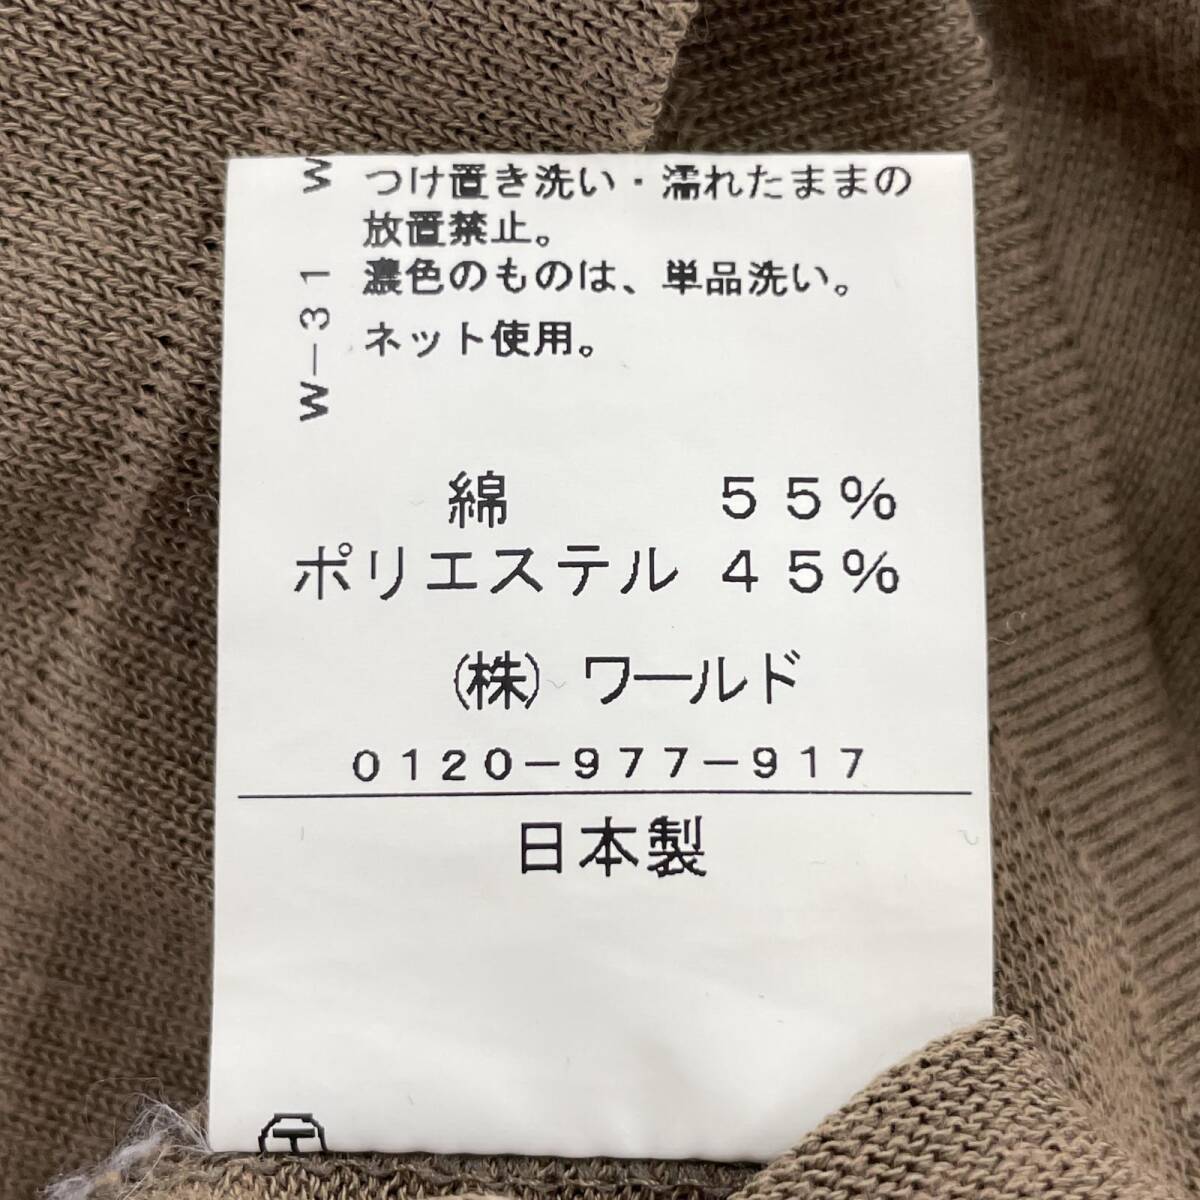 W
W-31
つけ置き洗い・濡れたままの
放置禁止。
濃色のものは、単品洗い。
ネット使用。
綿 55%
ポリエステル 45%
(株) ワールド
0120-977-917
日本製
T